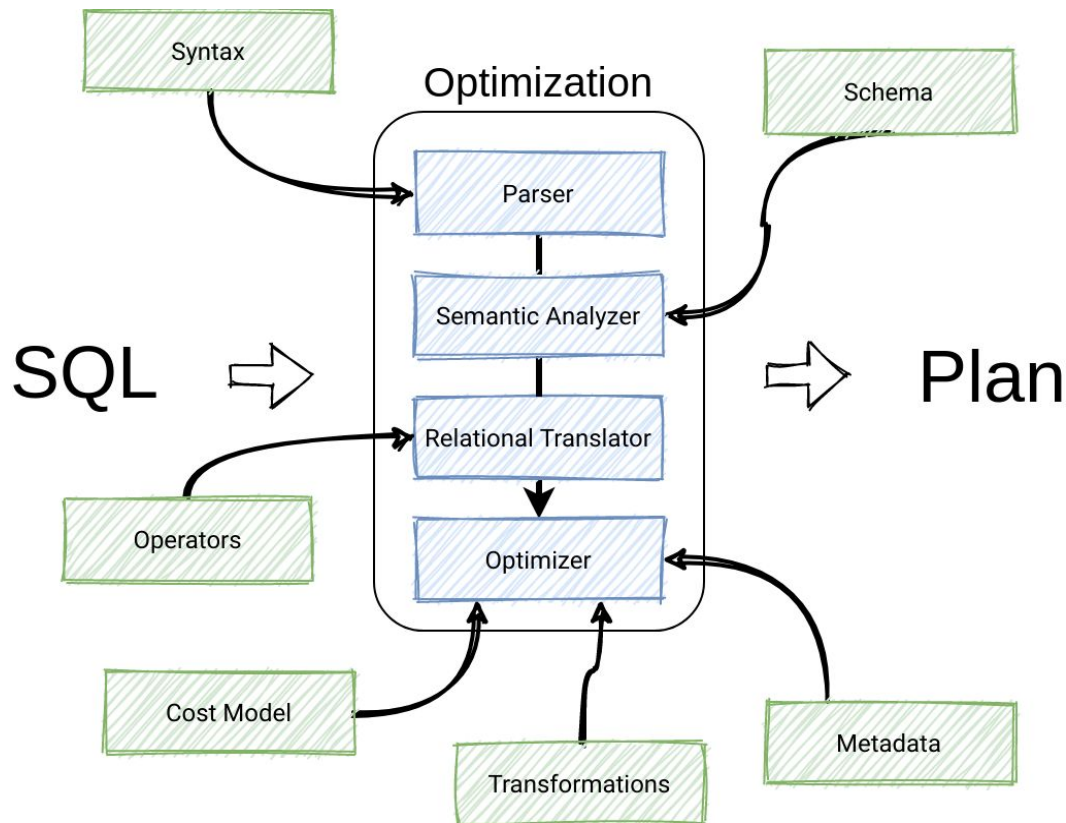 Syntax
Optimization
Schema
Parser
Semantic Analyzer
SQL
Plan
Relational Translator
Operators
Optimizer
Cost Model
Metadata
Transformations